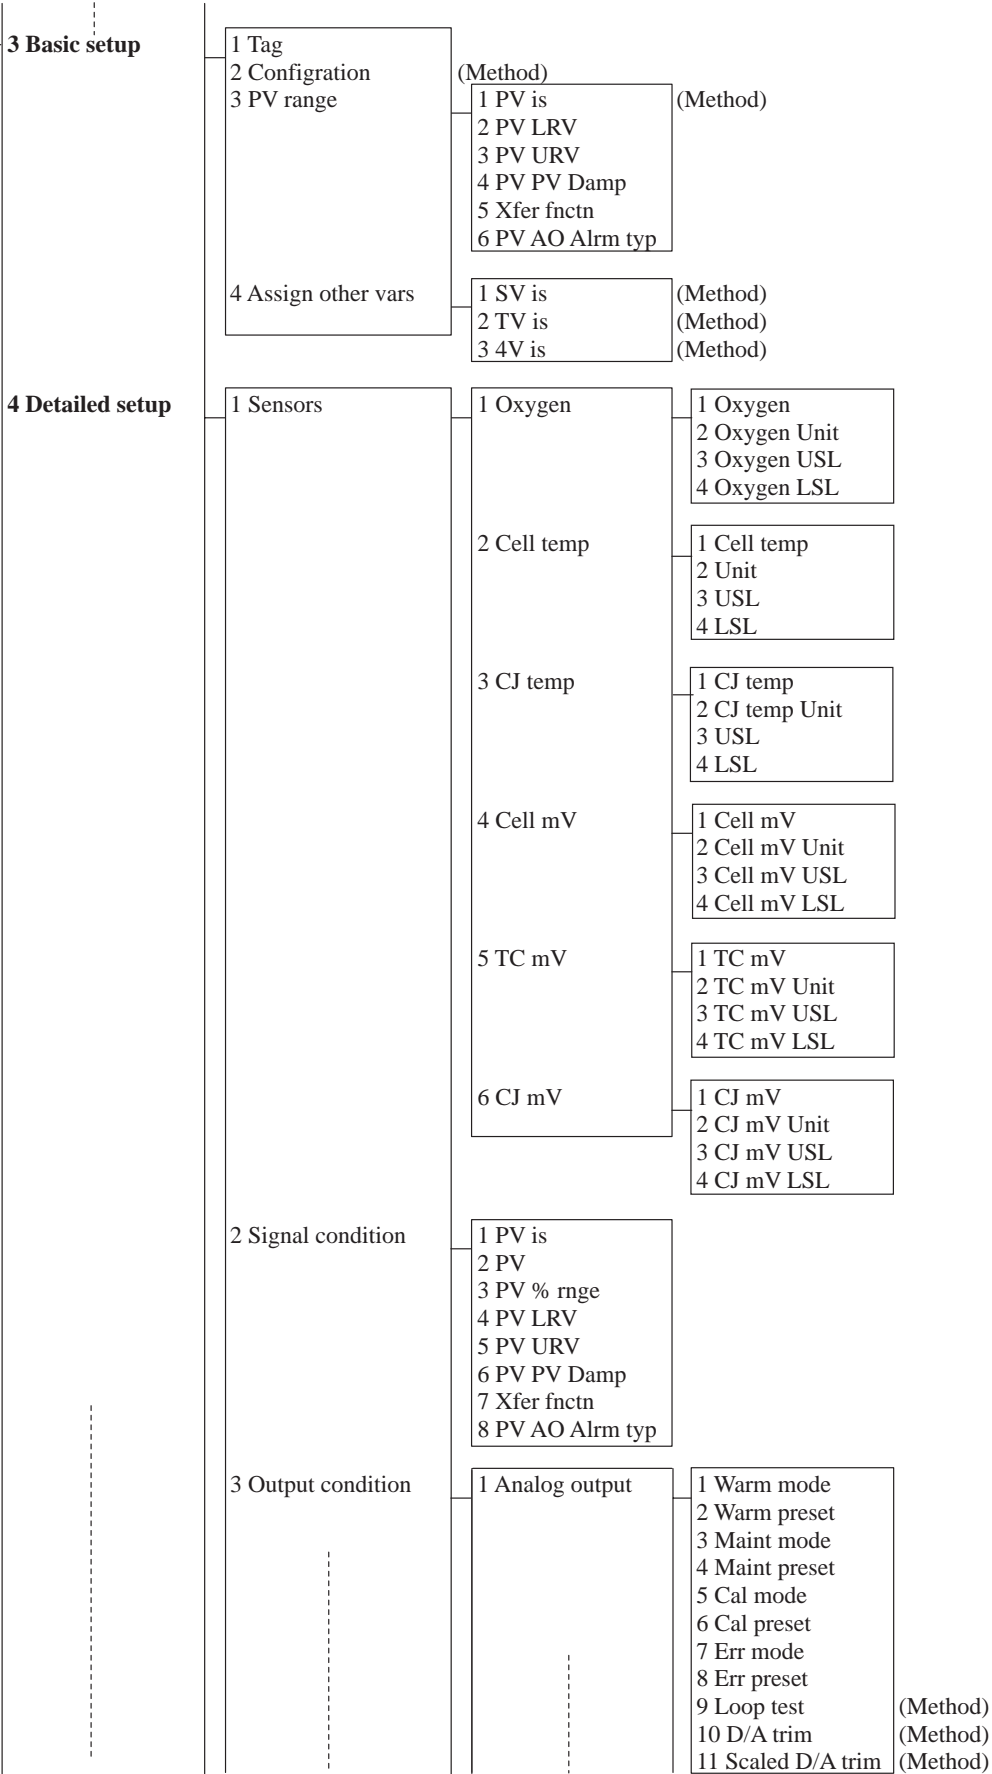 3 Basic setup
1 Tag
2 Configration (Method)
3 PV range
1 PV is (Method)
2 PV LRV
3 PV URV
4 PV PV Damp
5 Xfer fnctn
6 PV AO Alrm typ
4 Assign other vars
1 SV is (Method)
2 TV is (Method)
3 4V is (Method)
4 Detailed setup
1 Sensors
1 Oxygen
1 Oxygen
2 Oxygen Unit
3 Oxygen USL
4 Oxygen LSL
2 Cell temp
1 Cell temp
2 Unit
3 USL
4 LSL
3 CJ temp
1 CJ temp
2 CJ temp Unit
3 USL
4 LSL
4 Cell mV
1 Cell mV
2 Cell mV Unit
3 Cell mV USL
4 Cell mV LSL
5 TC mV
1 TC mV
2 TC mV Unit
3 TC mV USL
4 TC mV LSL
6 CJ mV
1 CJ mV
2 CJ mV Unit
3 CJ mV USL
4 CJ mV LSL
2 Signal condition
1 PV is
2 PV
3 PV % rnge
4 PV LRV
5 PV URV
6 PV PV Damp
7 Xfer fnctn
8 PV AO Alrm typ
3 Output condition
1 Analog output
1 Warm mode
2 Warm preset
3 Maint mode
4 Maint preset
5 Cal mode
6 Cal preset
7 Err mode
8 Err preset
9 Loop test (Method)
10 D/A trim (Method)
11 Scaled D/A trim (Method)